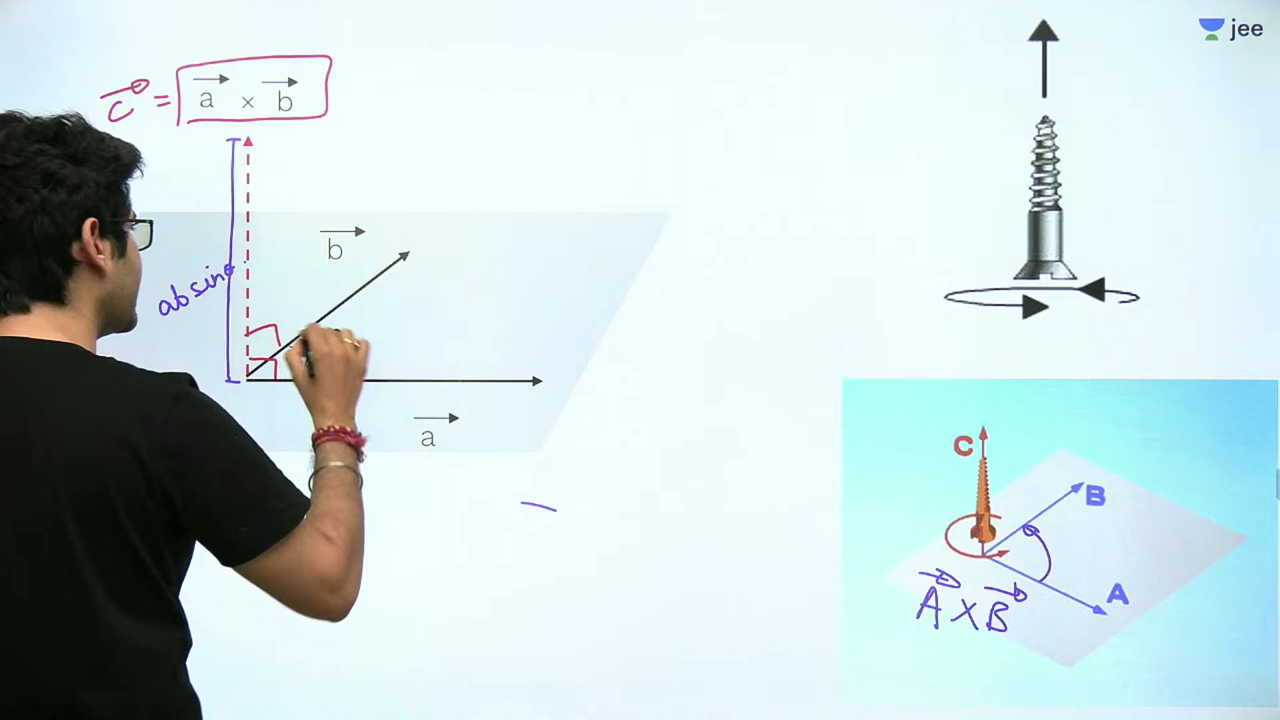 jee
c = a × b
b
ab sinθ
a
C
B
A
A × B